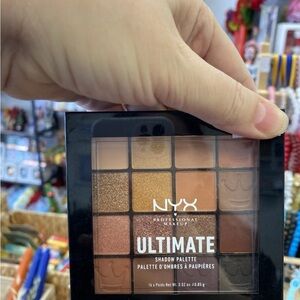 NYX
PROFESSIONAL
MAKEUP
ULTIMATE
SHADOW PALETTE
PALETTE D'OMBRES À PAUPIÈRES